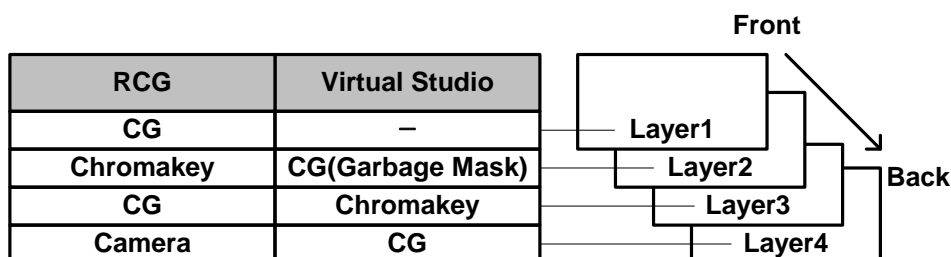 Front
RCG Virtual Studio
CG – Layer1
Chromakey CG(Garbage Mask) Layer2
Back
CG Chromakey Layer3
Camera CG Layer4